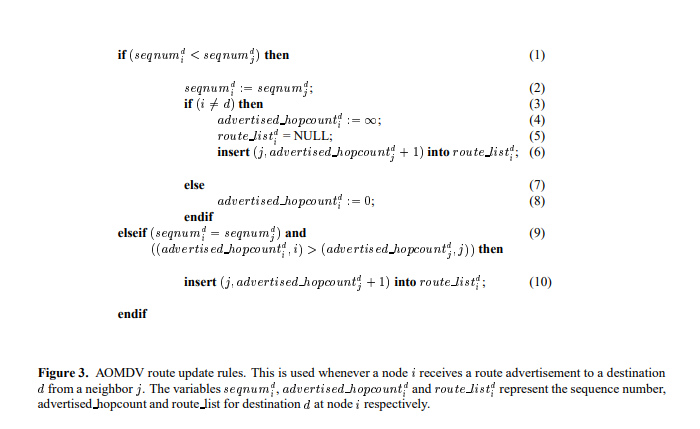 if (seqnum_i^d < seqnum_j^d) then (1)
seqnum_i^d := seqnum_j^d; (2)
if (i ≠ d) then (3)
advertised_hopcount_i^d := ∞; (4)
route_list_i^d = NULL; (5)
insert (j, advertised_hopcount_j^d + 1) into route_list_i^d; (6)
else (7)
advertised_hopcount_i^d := 0; (8)
endif
elseif (seqnum_i^d = seqnum_j^d) and (9)
((advertised_hopcount_i^d, i) > (advertised_hopcount_j^d, j)) then
insert (j, advertised_hopcount_j^d + 1) into route_list_i^d; (10)
endif
Figure 3. AOMDV route update rules. This is used whenever a node i receives a route advertisement to a destination
d from a neighbor j. The variables seqnum_i^d, advertised_hopcount_i^d and route_list_i^d represent the sequence number,
advertised_hopcount and route_list for destination d at node i respectively.